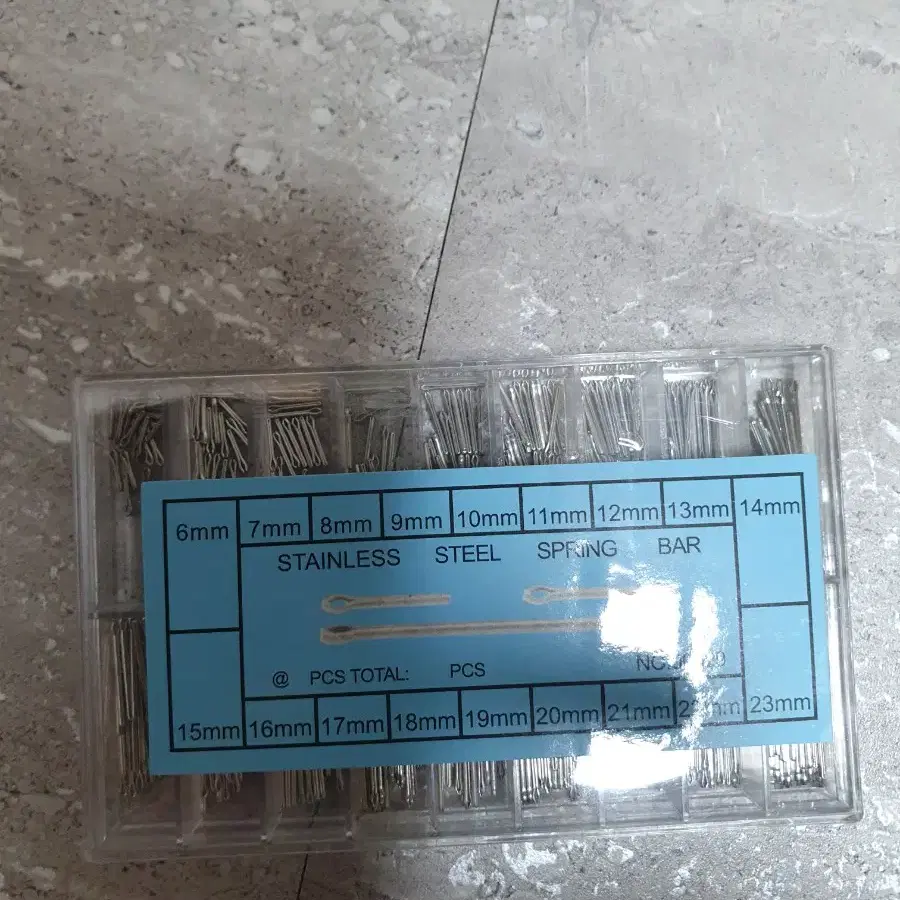 6mm 7mm 8mm 9mm 10mm 11mm 12mm 13mm 14mm
STAINLESS STEEL SPRING BAR
@ PCS TOTAL: PCS
15mm 16mm 17mm 18mm 19mm 20mm 21mm 22mm 23mm